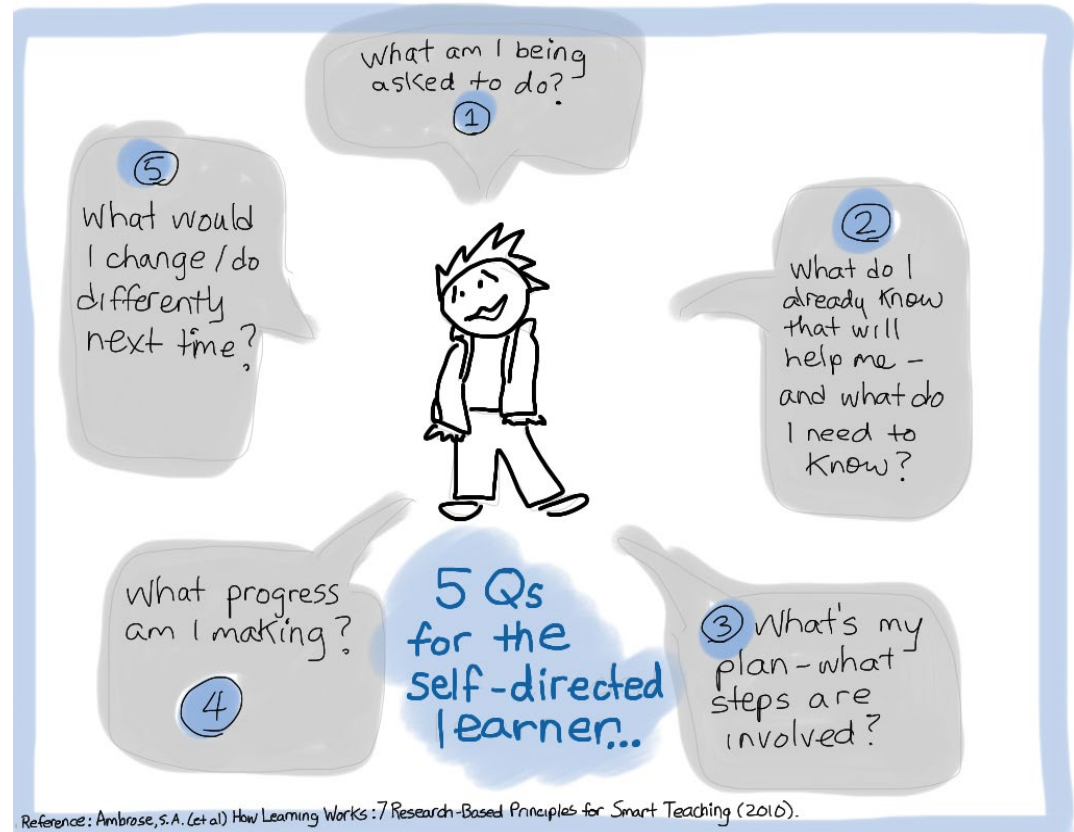 What am I being
asked to do?
1
2
What do I
already know
that will
help me –
and what do
I need to
know?
3 What's my
plan – what
steps are
involved?
What progress
am I making?
4
5
What would
I change / do
differently
next time?
5 Qs
for the
self-directed
learner...
Reference: Ambrose, S.A. (et al) How Learning Works: 7 Research-Based Principles for Smart Teaching (2010).